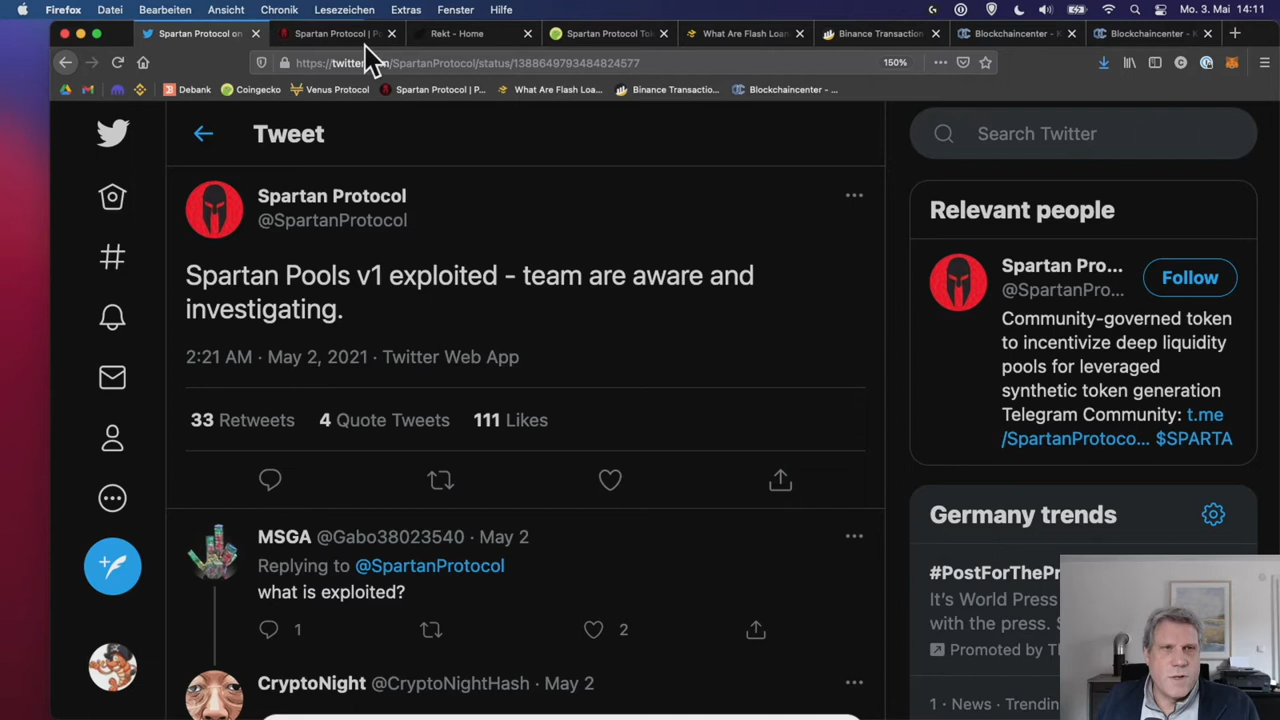 Firefox Datei Bearbeiten Ansicht Chronik Lesezeichen Extras Fenster Hilfe Mo. 3. Mai 14:11
Spartan Protocol on Spartan Protocol | P Rekt - Home Spartan Protocol To What Are Flash Loan Binance Transaction Blockchaincenter - Blockchaincenter -
SpartanProtocol/status/1388649793484824577 150%
Debank Coingecko Venus Protocol Spartan Protocol | P... What Are Flash Loa... Binance Transactio... Blockchaincenter - ...
Tweet
Search Twitter
Spartan Protocol
@SpartanProtocol
Spartan Pools v1 exploited - team are aware and
investigating.
2:21 AM · May 2, 2021 · Twitter Web App
33 Retweets 4 Quote Tweets 111 Likes
MSGA @Gabo38023540 · May 2
Replying to @SpartanProtocol
what is exploited?
1 2
CryptoNight @CryptoNightHash · May 2
Relevant people
Spartan Pro...
@SpartanPro...
Follow
Community-governed token
to incentivize deep liquidity
pools for leveraged
synthetic token generation
Telegram Community: t.me
/SpartanProtoco... $SPARTA
Germany trends
#PostForThePr
It's World Press
with the press.
Promoted by
1 · News · Trendin